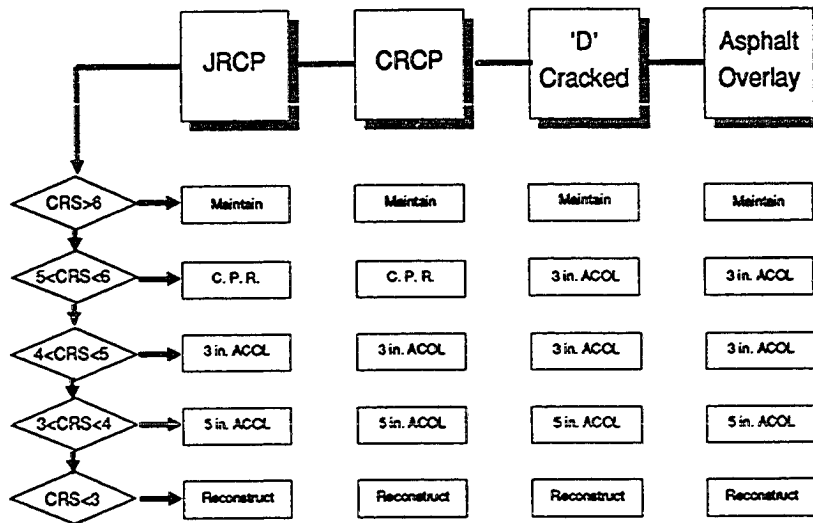 JRCP
CRCP
'D'
Cracked
Asphalt
Overlay
CRS>6
Maintain
Maintain
Maintain
Maintain
5<CRS<6
C. P. R.
C. P. R.
3 in. ACOL
3 in. ACOL
4<CRS<5
3 in. ACOL
3 in. ACOL
3 in. ACOL
3 in. ACOL
3<CRS<4
5 in. ACOL
5 in. ACOL
5 in. ACOL
5 in. ACOL
CRS<3
Reconstruct
Reconstruct
Reconstruct
Reconstruct